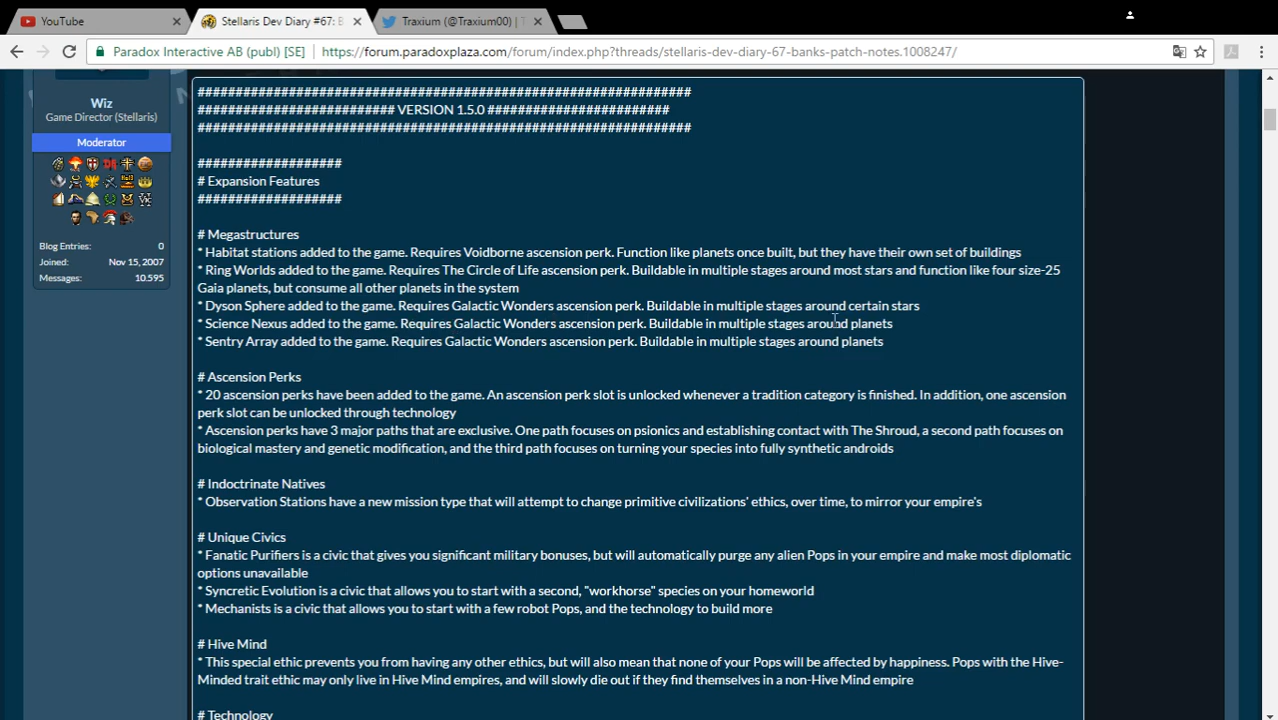 YouTube
Stellaris Dev Diary #67: B
Traxium (@Traxium00) | T
Paradox Interactive AB (publ) [SE]
https://forum.paradoxplaza.com/forum/index.php?threads/stellaris-dev-diary-67-banks-patch-notes.1008247/
Wiz
Game Director (Stellaris)
Moderator
Blog Entries: 0
Joined: Nov 15, 2007
Messages: 10.595
#################################################################
########################## VERSION 1.5.0 ########################
#################################################################
###################
# Expansion Features
###################
# Megastructures
* Habitat stations added to the game. Requires Voidborne ascension perk. Function like planets once built, but they have their own set of buildings
* Ring Worlds added to the game. Requires The Circle of Life ascension perk. Buildable in multiple stages around most stars and function like four size-25
Gaia planets, but consume all other planets in the system
* Dyson Sphere added to the game. Requires Galactic Wonders ascension perk. Buildable in multiple stages around certain stars
* Science Nexus added to the game. Requires Galactic Wonders ascension perk. Buildable in multiple stages around planets
* Sentry Array added to the game. Requires Galactic Wonders ascension perk. Buildable in multiple stages around planets
# Ascension Perks
* 20 ascension perks have been added to the game. An ascension perk slot is unlocked whenever a tradition category is finished. In addition, one ascension
perk slot can be unlocked through technology
* Ascension perks have 3 major paths that are exclusive. One path focuses on psionics and establishing contact with The Shroud, a second path focuses on
biological mastery and genetic modification, and the third path focuses on turning your species into fully synthetic androids
# Indoctrinate Natives
* Observation Stations have a new mission type that will attempt to change primitive civilizations' ethics, over time, to mirror your empire's
# Unique Civics
* Fanatic Purifiers is a civic that gives you significant military bonuses, but will automatically purge any alien Pops in your empire and make most diplomatic
options unavailable
* Syncretic Evolution is a civic that allows you to start with a second, "workhorse" species on your homeworld
* Mechanists is a civic that allows you to start with a few robot Pops, and the technology to build more
# Hive Mind
* This special ethic prevents you from having any other ethics, but will also mean that none of your Pops will be affected by happiness. Pops with the Hive-
Minded trait ethic may only live in Hive Mind empires, and will slowly die out if they find themselves in a non-Hive Mind empire
# Technology